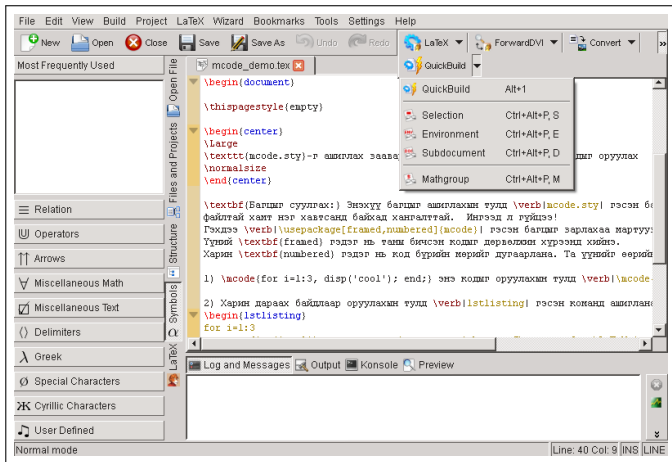 File Edit View Build Project LaTeX Wizard Bookmarks Tools Settings Help
New Open Close Save Save As Undo Redo LaTeX ForwardDVI Convert »
QuickBuild
Most Frequently Used
Relation
Operators
Arrows
Miscellaneous Math
Miscellaneous Text
Delimiters
Greek
Special Characters
Cyrillic Characters
User Defined
Open File
Files and Projects
Structure
Symbols
LaTeX
mcode_demo.tex
QuickBuild Alt+1
Selection Ctrl+Alt+P, S
Environment Ctrl+Alt+P, E
Subdocument Ctrl+Alt+P, D
Mathgroup Ctrl+Alt+P, M
\begin{document}
\thispagestyle{empty}
\begin{center}
\Large
\texttt{mcode.sty}-г ашиглах оруулах
\normalsize
\end{center}
\textbf{Багцыг суулгах:} Энэхүү багцыг ашиглахын тулд \verb|mcode.sty| гэсэн
файлтай хамт нэг хавтсанд байхад хангалттай. Ингээд л гүйцээ!
Гэхдээ \verb|\usepackage[framed,numbered]{mcode}| гэсэн багцыг зарлахаа
Үүний \textbf{framed} гэдэг нь таны бичсэн кодыг дөрвөлжин хүрээнд хийнэ.
Харин \textbf{numbered} гэдэг нь код бүрийн мөрийг дугаарлана. Та үүнийг өөрийн
1) \mcode{for i=1:3, disp('cool'); end;} энэ кодыг оруулахын тулд \verb|\mcode
2) Харин дараах байдлаар оруулахын тулд \verb|lstlisting| гэсэн команд
\begin{lstlisting}
for i=1:3
Log and Messages Output Konsole Preview
Normal mode Line: 40 Col: 9 INS LINE